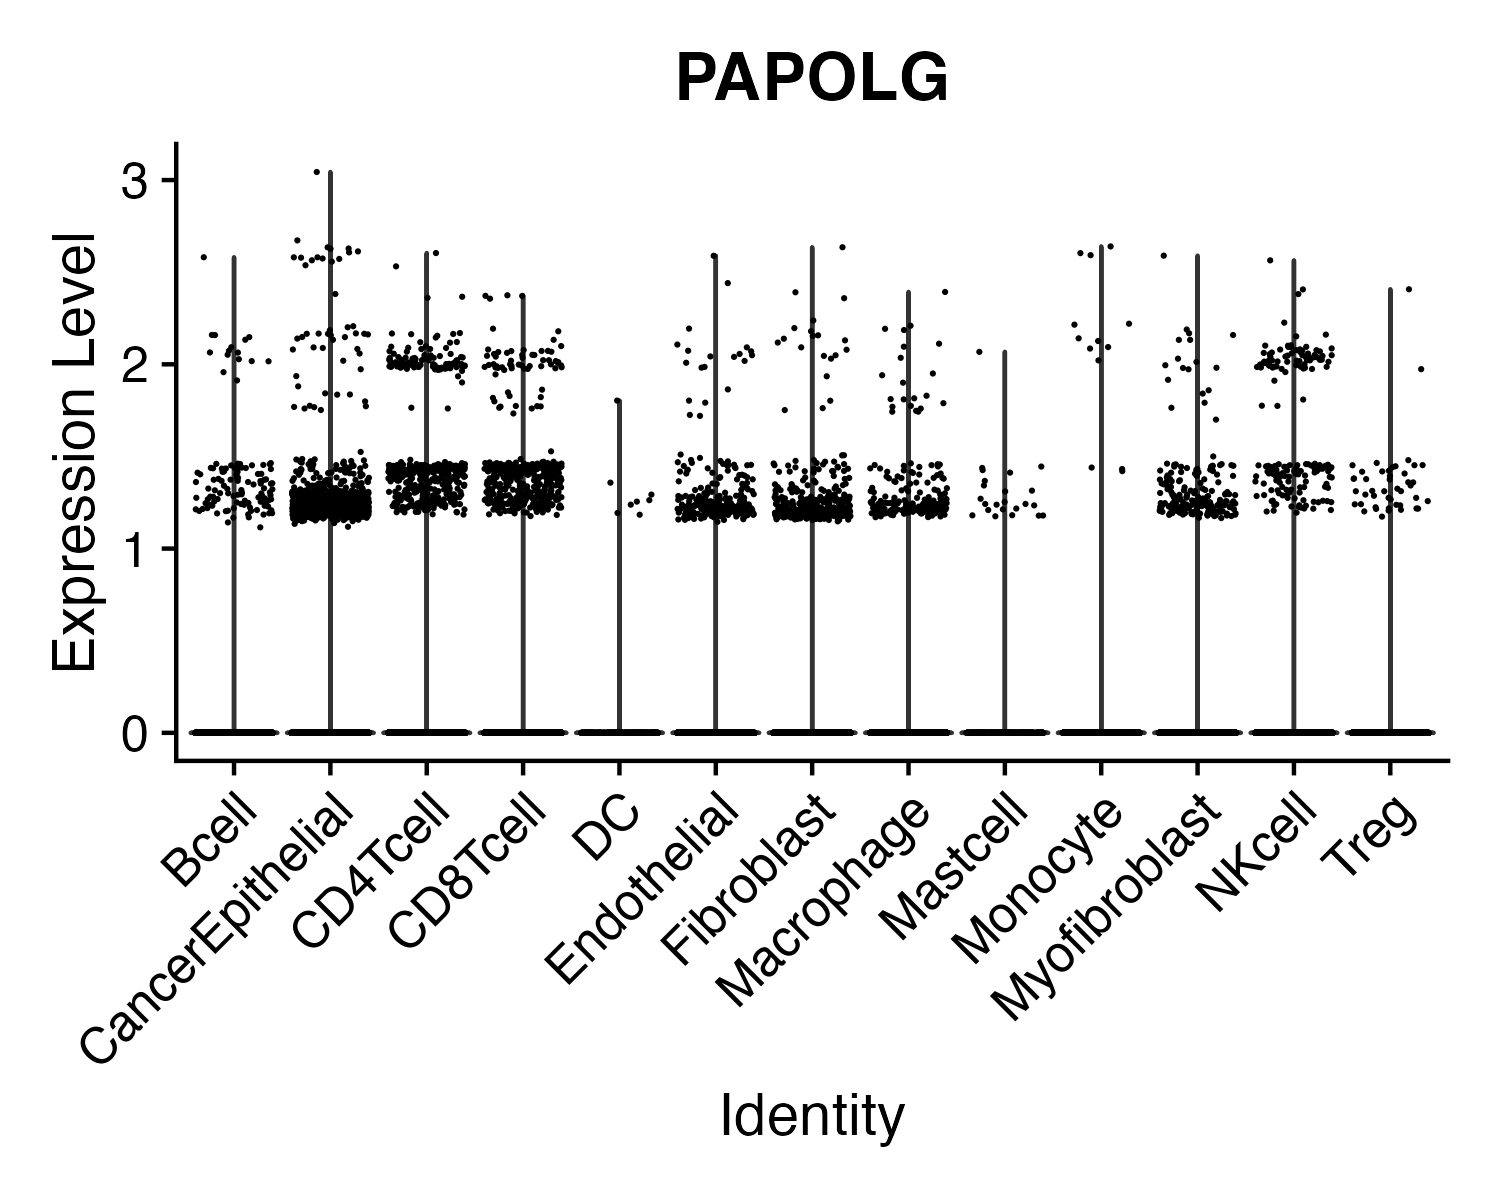 PAPOLG
Expression Level
3
2
1
0
Bcell
CancerEpithelial
CD4Tcell
CD8Tcell
DC
Endothelial
Fibroblast
Macrophage
Mastcell
Monocyte
Myofibroblast
NKcell
Treg
Identity